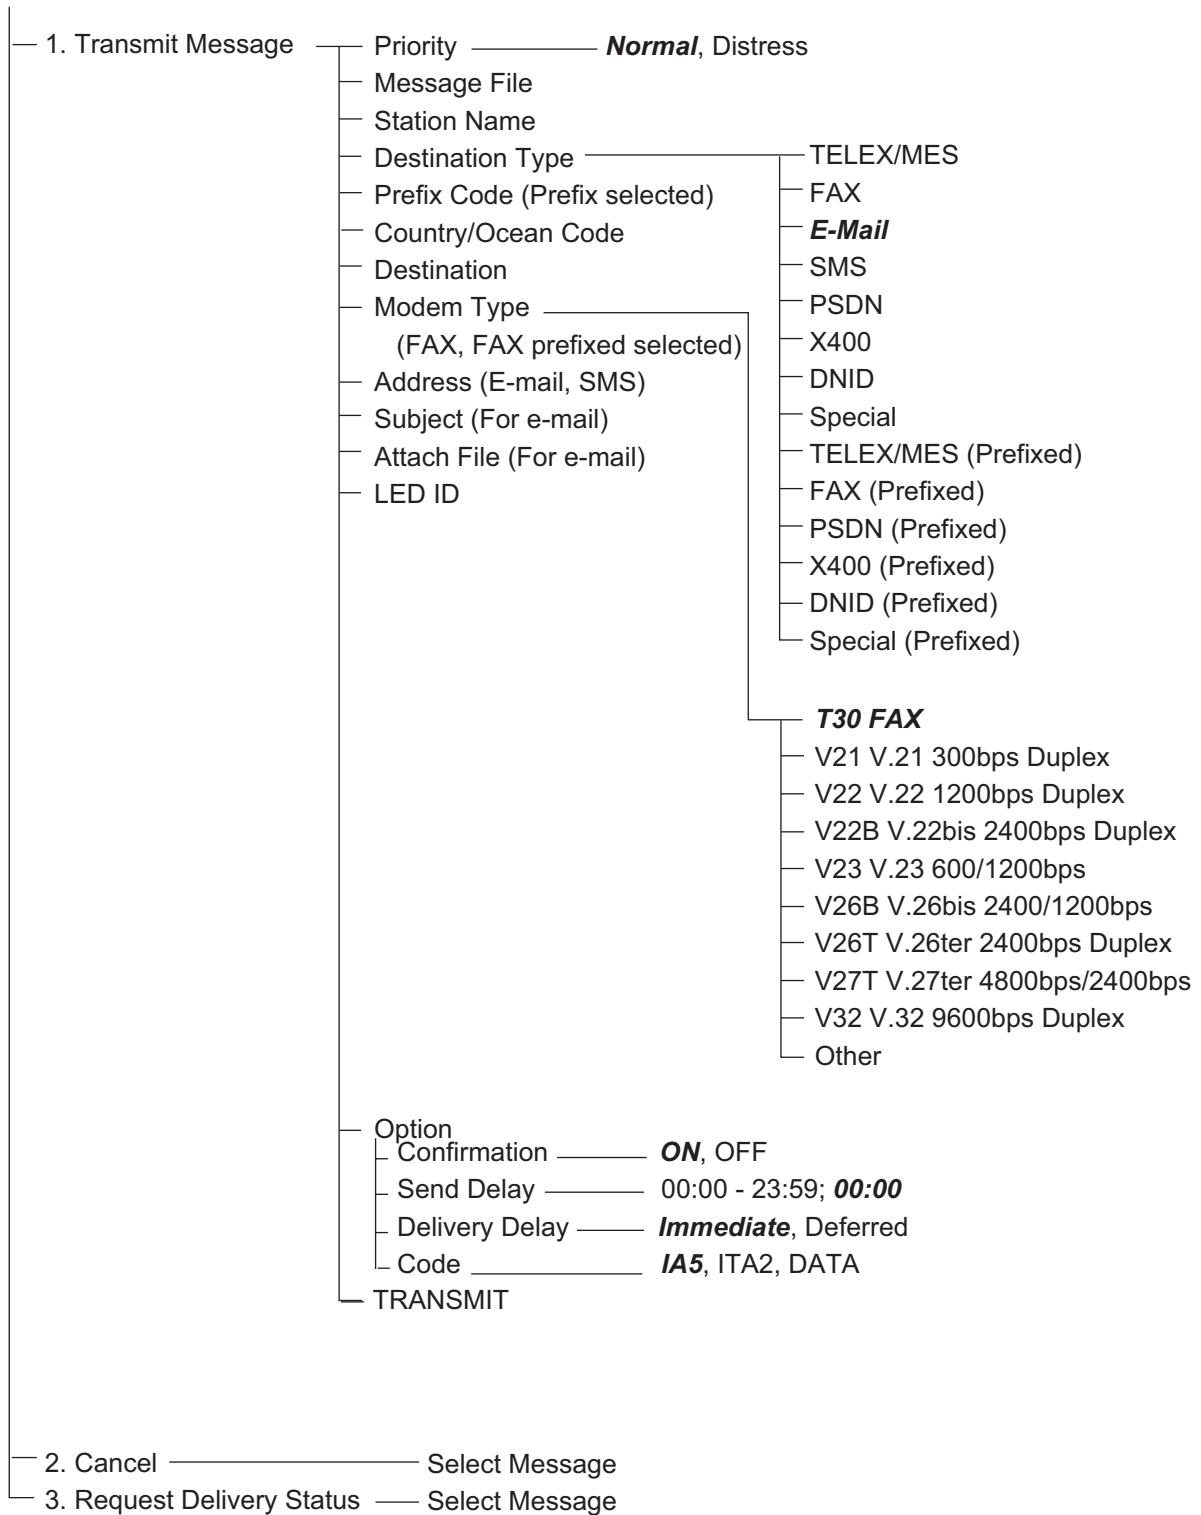 1. Transmit Message
Priority
Normal, Distress
Message File
Station Name
Destination Type
TELEX/MES
FAX
E-Mail
SMS
PSDN
X400
DNID
Special
TELEX/MES (Prefixed)
FAX (Prefixed)
PSDN (Prefixed)
X400 (Prefixed)
DNID (Prefixed)
Special (Prefixed)
Prefix Code (Prefix selected)
Country/Ocean Code
Destination
Modem Type
(FAX, FAX prefixed selected)
T30 FAX
V21 V.21 300bps Duplex
V22 V.22 1200bps Duplex
V22B V.22bis 2400bps Duplex
V23 V.23 600/1200bps
V26B V.26bis 2400/1200bps
V26T V.26ter 2400bps Duplex
V27T V.27ter 4800bps/2400bps
V32 V.32 9600bps Duplex
Other
Address (E-mail, SMS)
Subject (For e-mail)
Attach File (For e-mail)
LED ID
Option
Confirmation
ON, OFF
Send Delay
00:00 - 23:59; 00:00
Delivery Delay
Immediate, Deferred
Code
IA5, ITA2, DATA
TRANSMIT
2. Cancel
Select Message
3. Request Delivery Status
Select Message